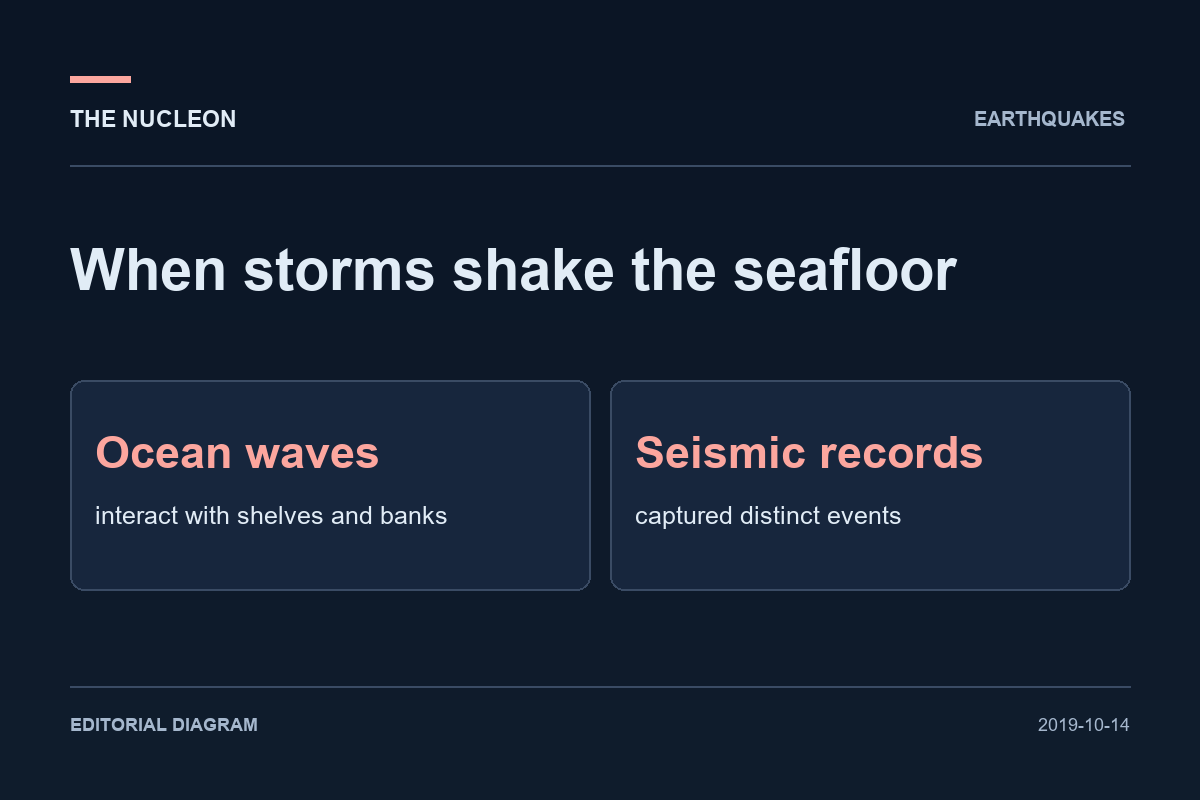 THE NUCLEON
EARTHQUAKES
When storms shake the seafloor
Ocean waves
interact with shelves and banks
Seismic records
captured distinct events
EDITORIAL DIAGRAM
2019-10-14